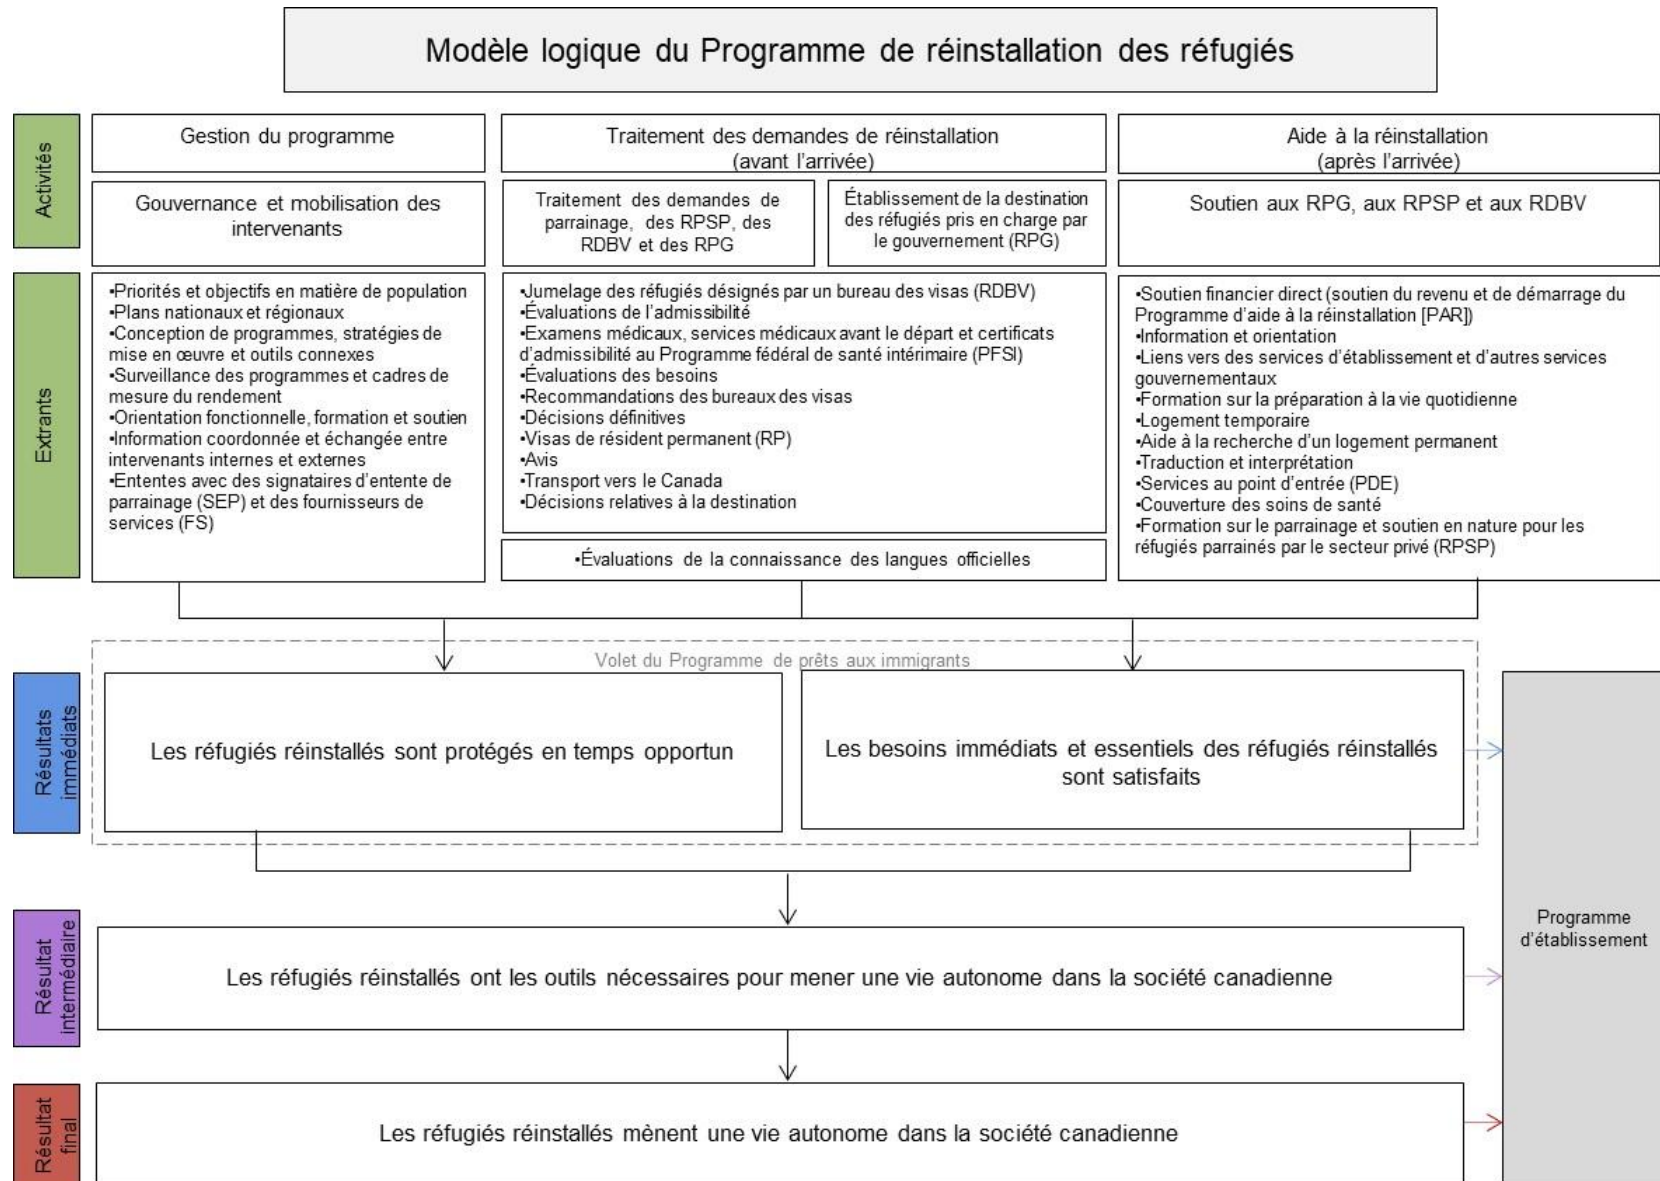 Modèle logique du Programme de réinstallation des réfugiés
Activités
Gestion du programme
Traitement des demandes de réinstallation
(avant l'arrivée)
Aide à la réinstallation
(après l'arrivée)
Gouvernance et mobilisation des
intervenants
Traitement des demandes de
parrainage, des RPSP, des
RDBV et des RPG
Établissement de la destination
des réfugiés pris en charge par
le gouvernement (RPG)
Soutien aux RPG, aux RPSP et aux RDBV
Extrants
•Priorités et objectifs en matière de population
•Plans nationaux et régionaux
•Conception de programmes, stratégies de
mise en œuvre et outils connexes
•Surveillance des programmes et cadres de
mesure du rendement
•Orientation fonctionnelle, formation et soutien
•Information coordonnée et échangée entre
intervenants internes et externes
•Ententes avec des signataires d'entente de
parrainage (SEP) et des fournisseurs de
services (FS)
•Jumelage des réfugiés désignés par un bureau des visas (RDBV)
•Évaluations de l'admissibilité
•Examens médicaux, services médicaux avant le départ et certificats
d'admissibilité au Programme fédéral de santé intérimaire (PFSI)
•Évaluations des besoins
•Recommandations des bureaux des visas
•Décisions définitives
•Visas de résident permanent (RP)
•Avis
•Transport vers le Canada
•Décisions relatives à la destination
•Évaluations de la connaissance des langues officielles
•Soutien financier direct (soutien du revenu et de démarrage du
Programme d'aide à la réinstallation [PAR])
•Information et orientation
•Liens vers des services d'établissement et d'autres services
gouvernementaux
•Formation sur la préparation à la vie quotidienne
•Logement temporaire
•Aide à la recherche d'un logement permanent
•Traduction et interprétation
•Services au point d'entrée (PDE)
•Couverture des soins de santé
•Formation sur le parrainage et soutien en nature pour les
réfugiés parrainés par le secteur privé (RPSP)
Volet du Programme de prêts aux immigrants
Résultats
immédiats
Les réfugiés réinstallés sont protégés en temps opportun
Les besoins immédiats et essentiels des réfugiés réinstallés
sont satisfaits
Programme
d'établissement
Résultat
intermédiaire
Les réfugiés réinstallés ont les outils nécessaires pour mener une vie autonome dans la société canadienne
Résultat
final
Les réfugiés réinstallés mènent une vie autonome dans la société canadienne